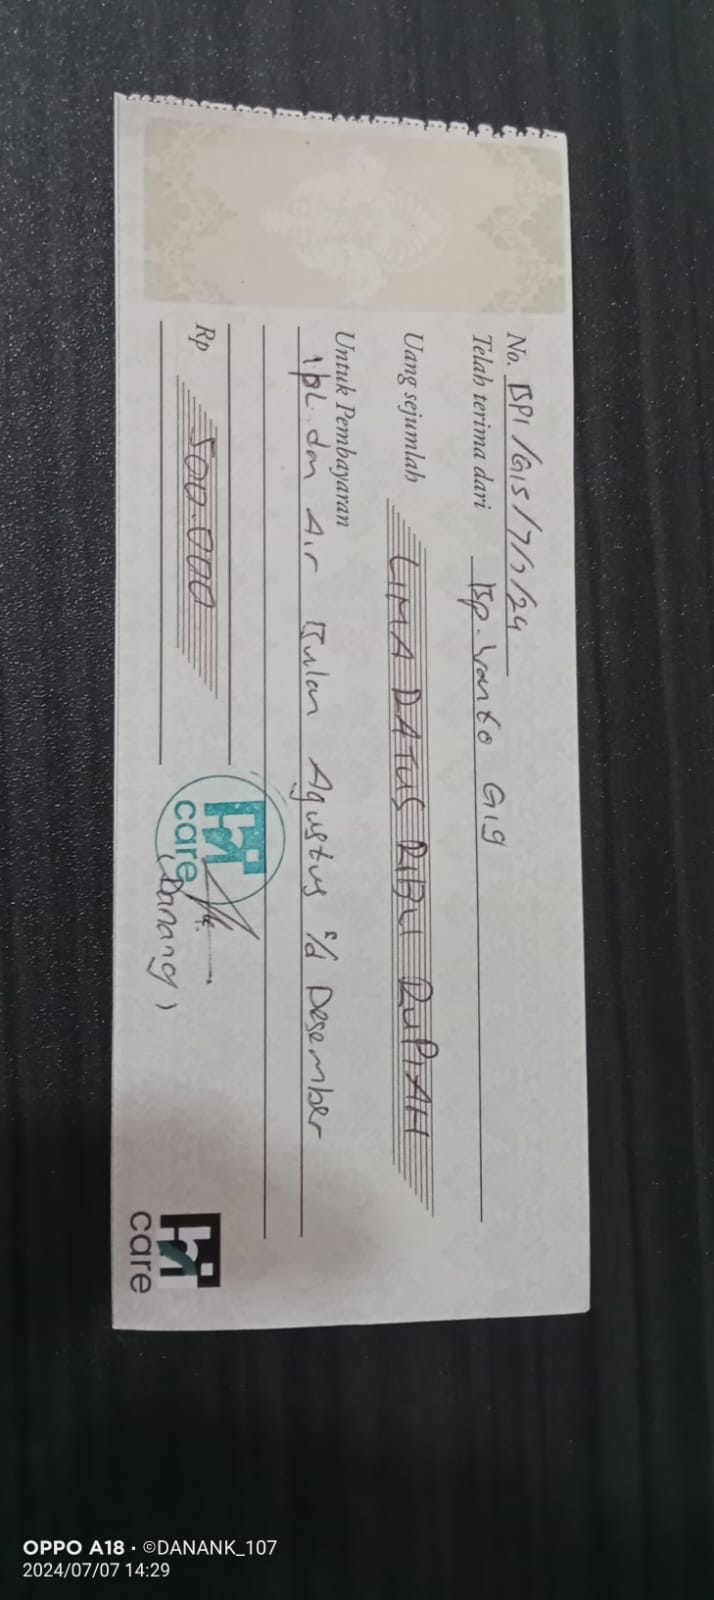 No. BPI/G15/7/7/24
Telah terima dari Bp. Wanto G19
Uang sejumlah LIMA RATUS RIBU RUPIAH
Untuk Pembayaran
IPL dan Air Bulan Agustus s/d Desember
Rp 500.000
care
(Danang)
care
OPPO A18 · ©DANANK_107
2024/07/07 14:29